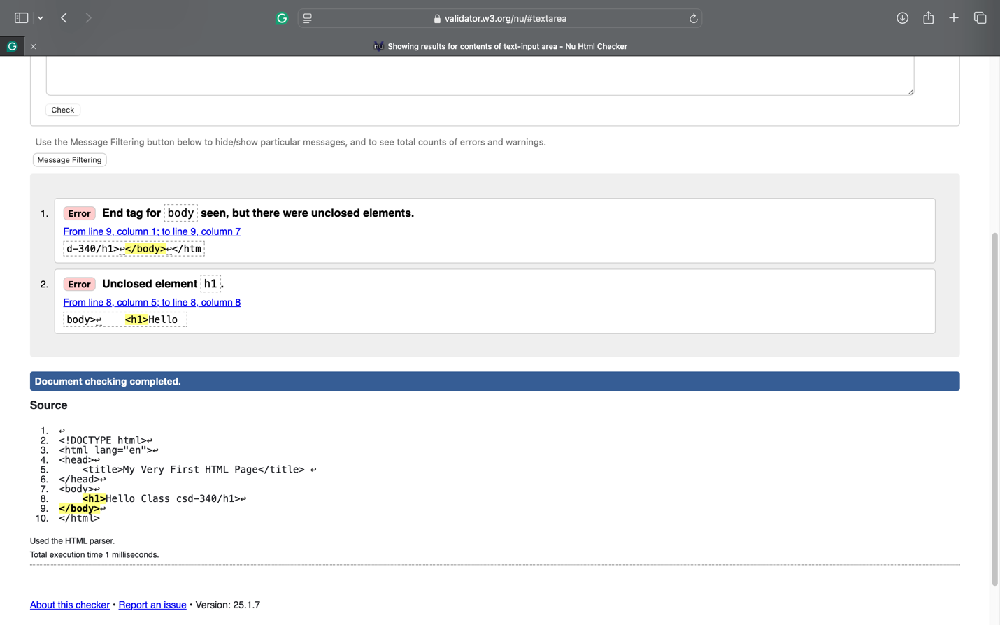 validator.w3.org/nu/#textarea
nu Showing results for contents of text-input area - Nu Html Checker
Check
Use the Message Filtering button below to hide/show particular messages, and to see total counts of errors and warnings.
Message Filtering
1. Error End tag for body seen, but there were unclosed elements.
From line 9, column 1; to line 9, column 7
d-340/h1>↩</body>↩</htm
2. Error Unclosed element h1.
From line 8, column 5; to line 8, column 8
body>↩    <h1>Hello
Document checking completed.
Source
1. ↩
2. <!DOCTYPE html>↩
3. <html lang="en">↩
4. <head>↩
5.     <title>My Very First HTML Page</title> ↩
6. </head>↩
7. <body>↩
8.     <h1>Hello Class csd-340/h1>↩
9. </body>↩
10. </html>
Used the HTML parser.
Total execution time 1 milliseconds.
About this checker • Report an issue • Version: 25.1.7